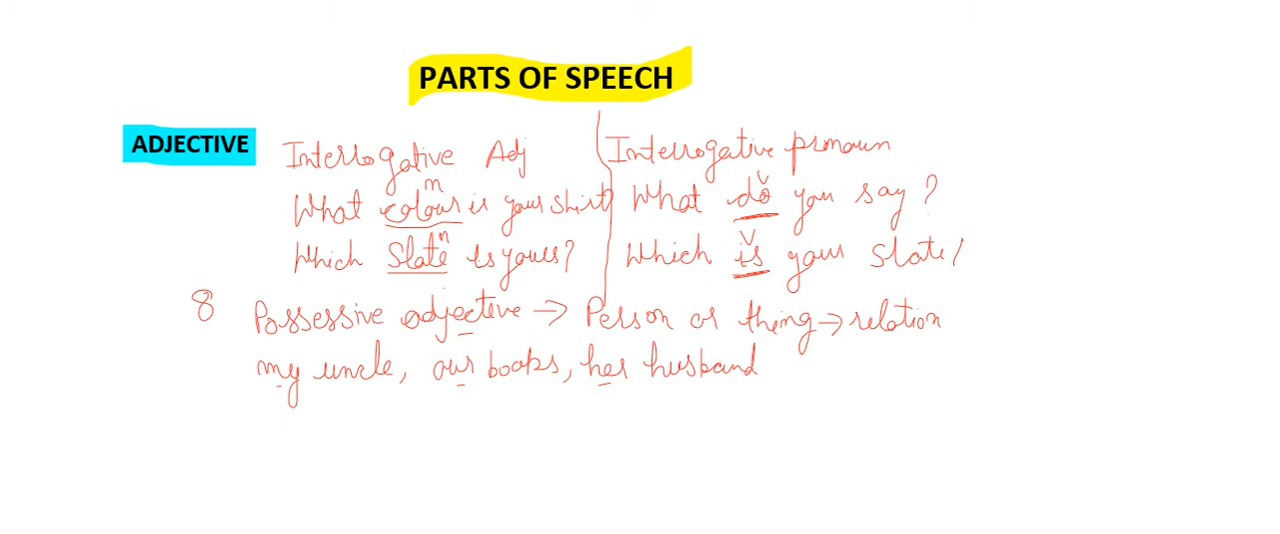 PARTS OF SPEECH
ADJECTIVE
Interrogative Adj
n
What colour is your shirt
n
Which slate is yours?
Interrogative pronoun
v
What do you say?
v
Which is your slate/
8 Possessive adjective → Person or thing → relation
my uncle, our books, her husband